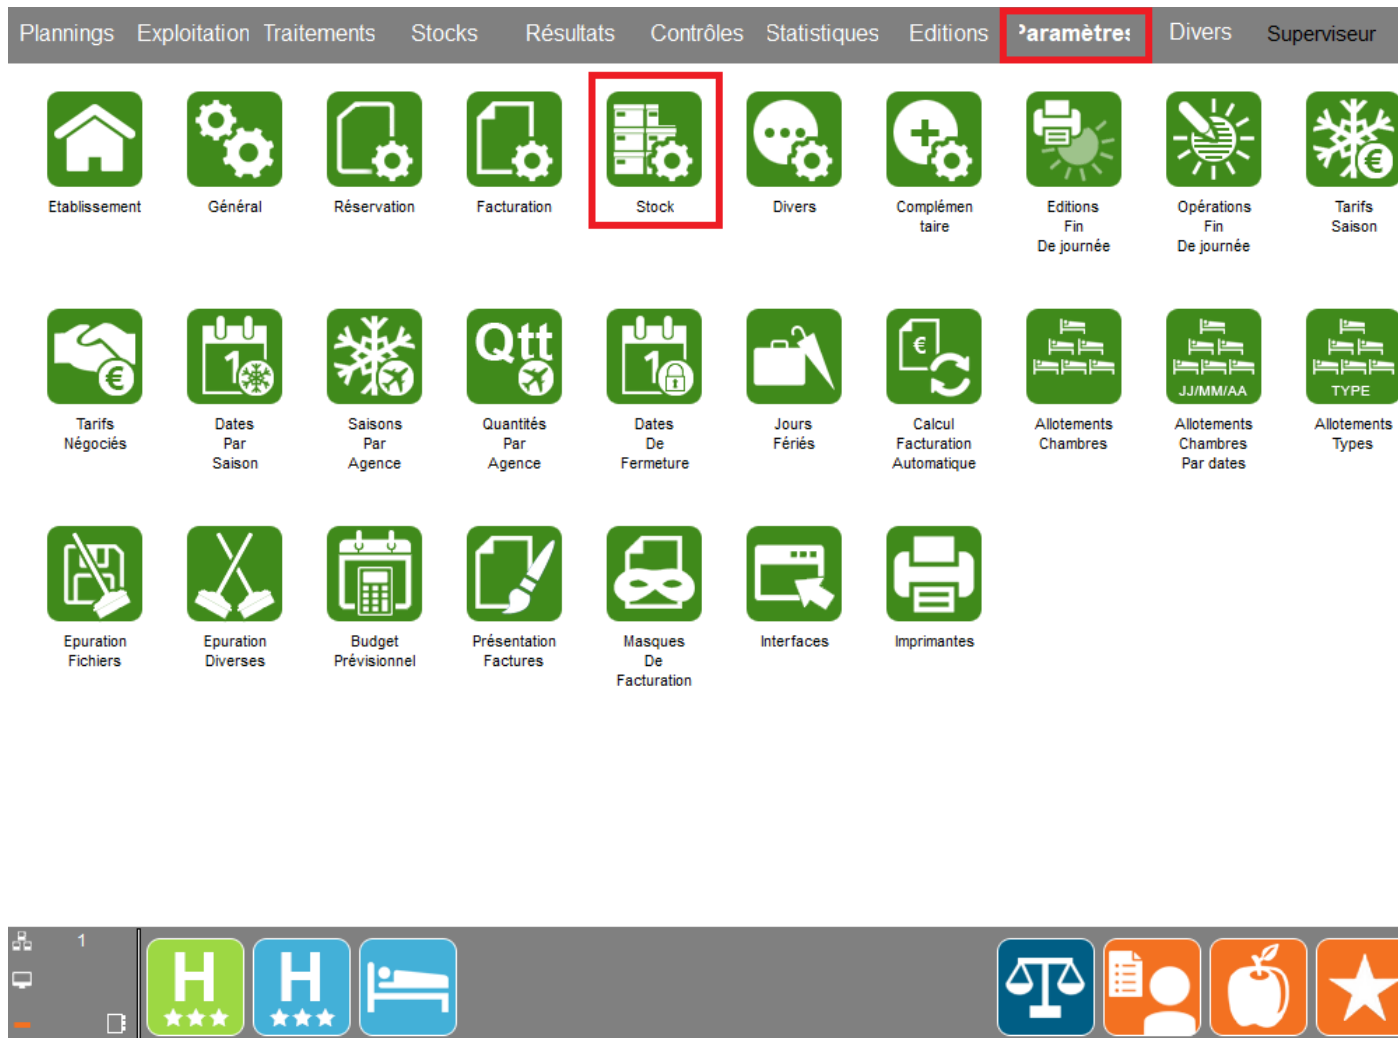 Plannings Exploitation Traitements Stocks Résultats Contrôles Statistiques Editions Paramètres Divers Superviseur
Etablissement Général Réservation Facturation Stock Divers Complémen Editions Opérations Tarifs
taire Fin Fin Saison
De journée De journée
1 1
Qtt
€
JJ/MM/AA TYPE
Tarifs Dates Saisons Quantités Dates Jours Calcul Allotements Allotements Allotements
Négociés Par Par Par De Fériés Facturation Chambres Chambres Types
Saison Agence Agence Fermeture Automatique Par dates
Epuration Epuration Budget Présentation Masques Interfaces Imprimantes
Fichiers Diverses Prévisionnel Factures De
Facturation
1
H H